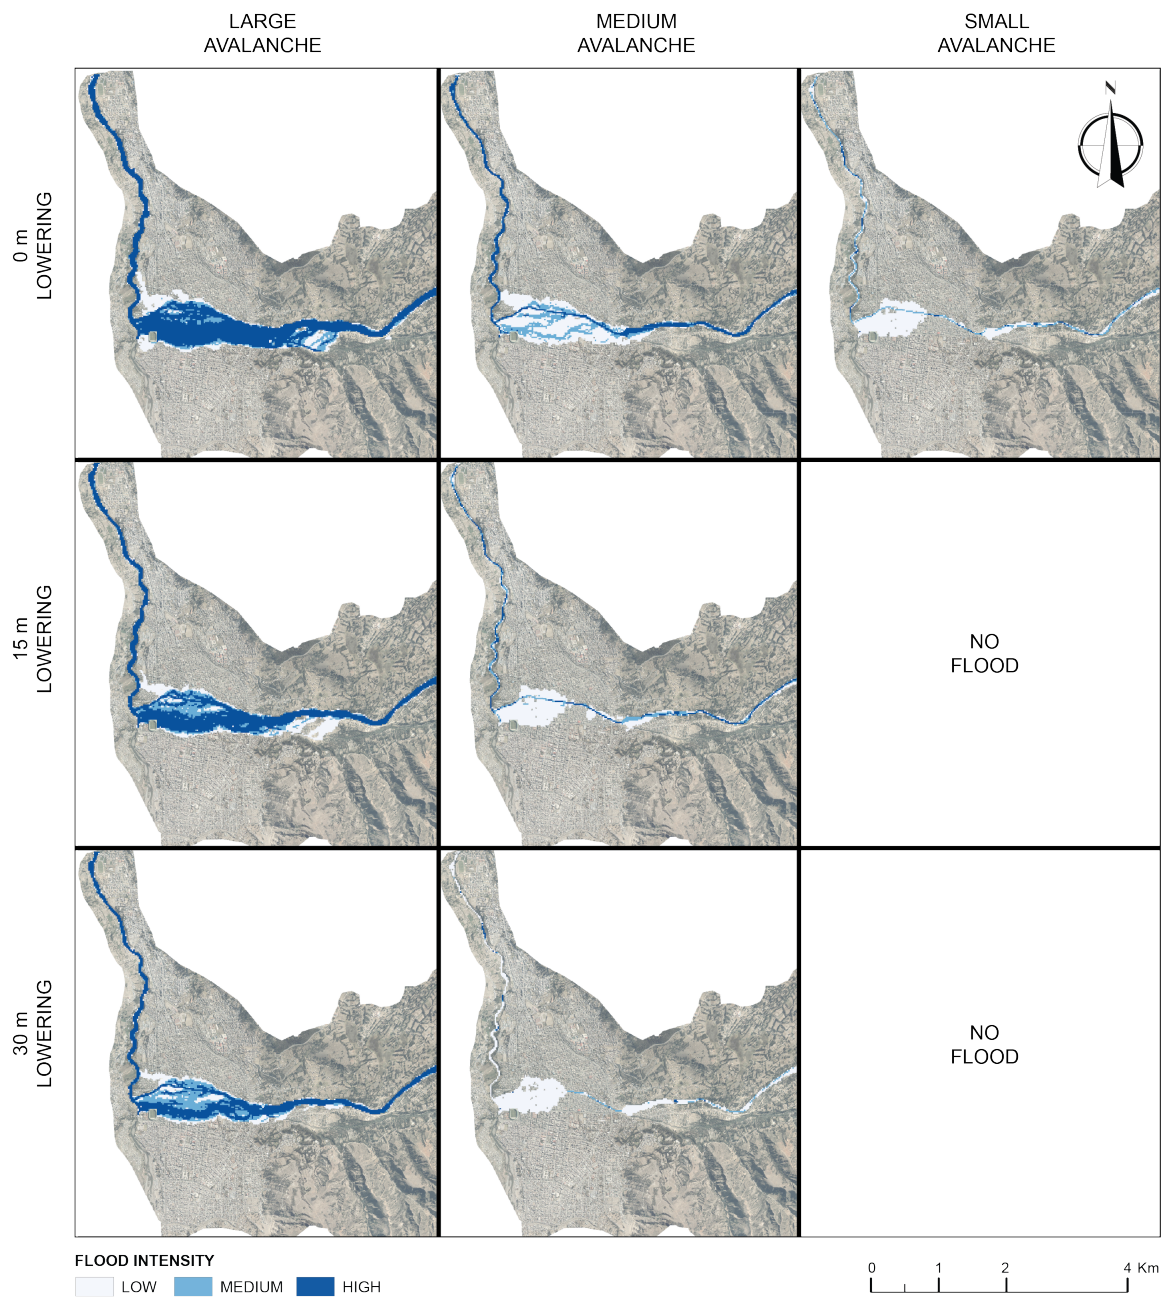 LARGE
AVALANCHE
MEDIUM
AVALANCHE
SMALL
AVALANCHE
N
0 m
LOWERING
15 m
LOWERING
NO
FLOOD
30 m
LOWERING
NO
FLOOD
FLOOD INTENSITY
LOW MEDIUM HIGH
0 1 2 4 Km